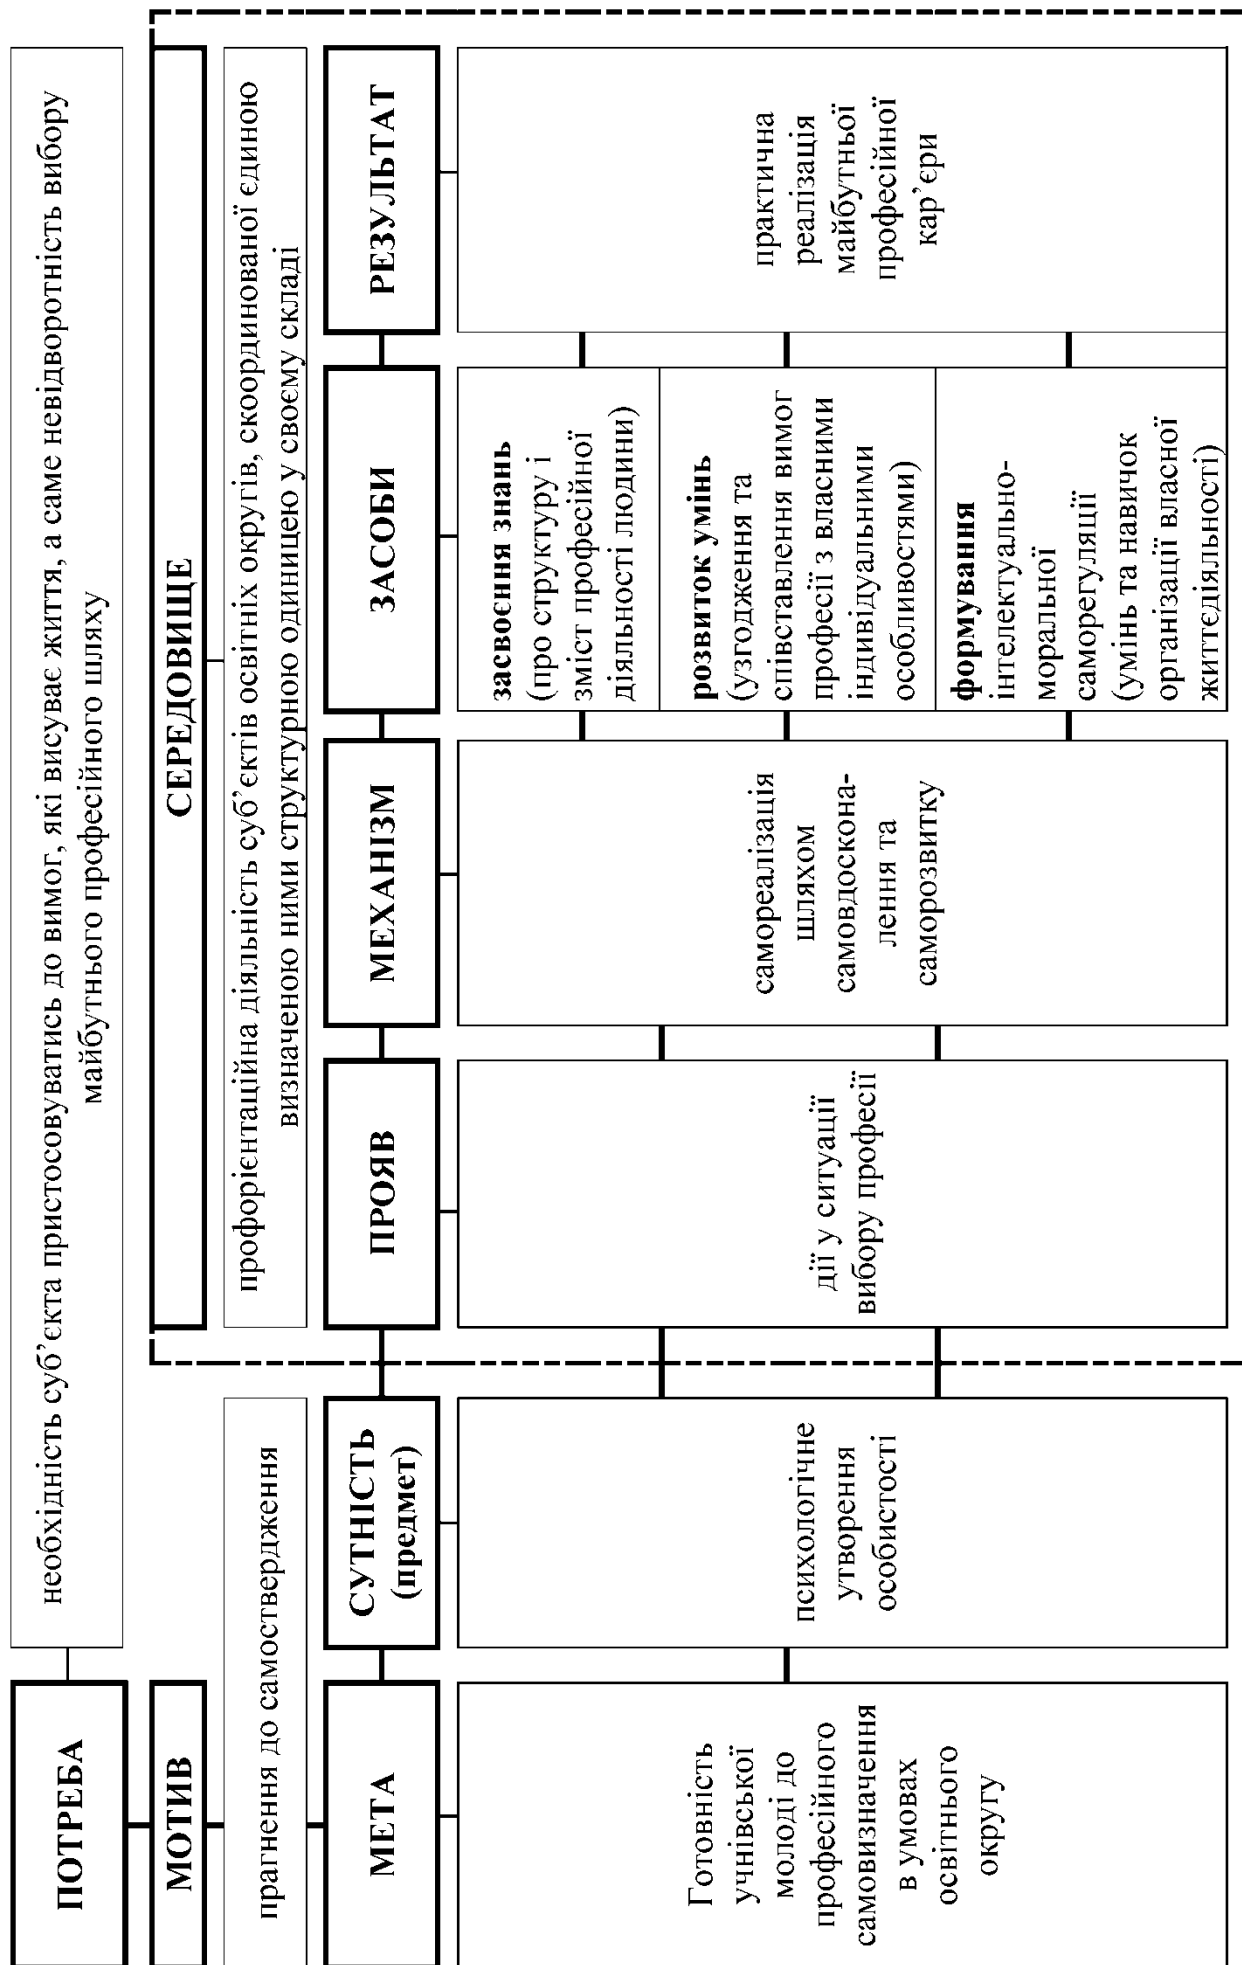 ПОТРЕБА
необхідність суб’єкта пристосовуватись до вимог, які висуває життя, а саме невідворотність вибору
майбутнього професійного шляху
МОТИВ
СЕРЕДОВИЩЕ
прагнення до самоствердження
профорієнтаційна діяльність суб’єктів освітніх округів, скоординованої єдиною
визначеною ними структурною одиницею у своєму складі
МЕТА
СУТНІСТЬ
(предмет)
ПРОЯВ
МЕХАНІЗМ
ЗАСОБИ
РЕЗУЛЬТАТ
Готовність
учнівської
молоді до
професійного
самовизначення
в умовах
освітнього
округу
психологічне
утворення
особистості
дії у ситуації
вибору професії
самореалізація
шляхом
самовдоскона-
лення та
саморозвитку
засвоєння знань
(про структуру і
зміст професійної
діяльності людини)
розвиток умінь
(узгодження та
співставлення вимог
професії з власними
індивідуальними
особливостями)
формування
інтелектуально-
моральної
саморегуляції
(умінь та навичок
організації власної
життєдіяльності)
практична
реалізація
майбутньої
професійної
кар’єри